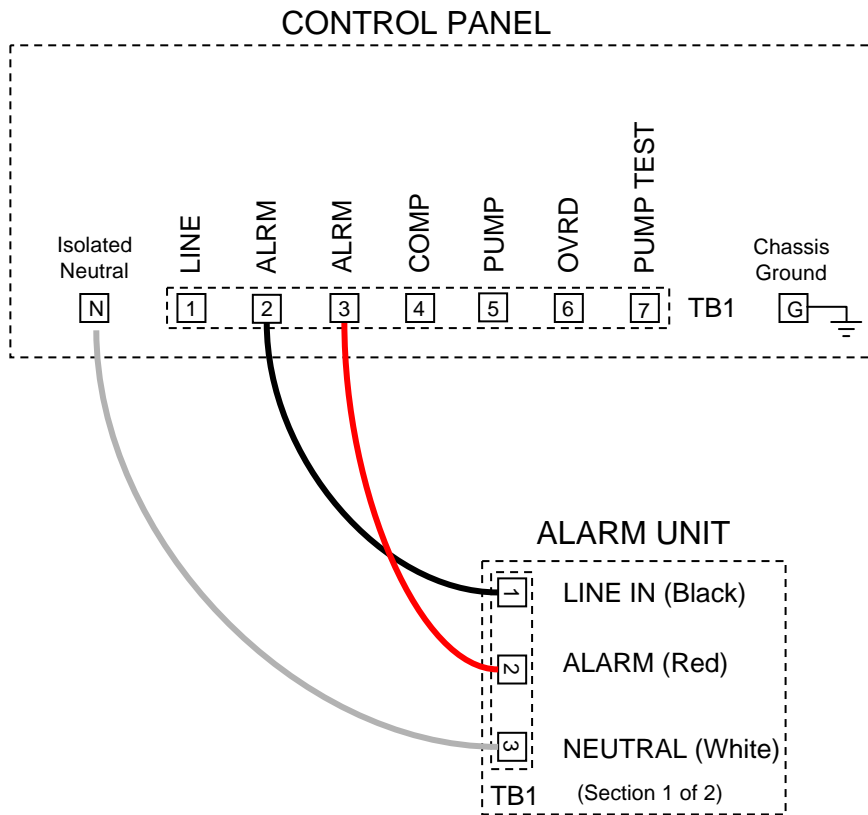 CONTROL PANEL
Isolated
Neutral
LINE
ALRM
ALRM
COMP
PUMP
OVRD
PUMP TEST
Chassis
Ground
N 1 2 3 4 5 6 7 TB1 G
ALARM UNIT
1 LINE IN (Black)
2 ALARM (Red)
3 NEUTRAL (White)
TB1 (Section 1 of 2)